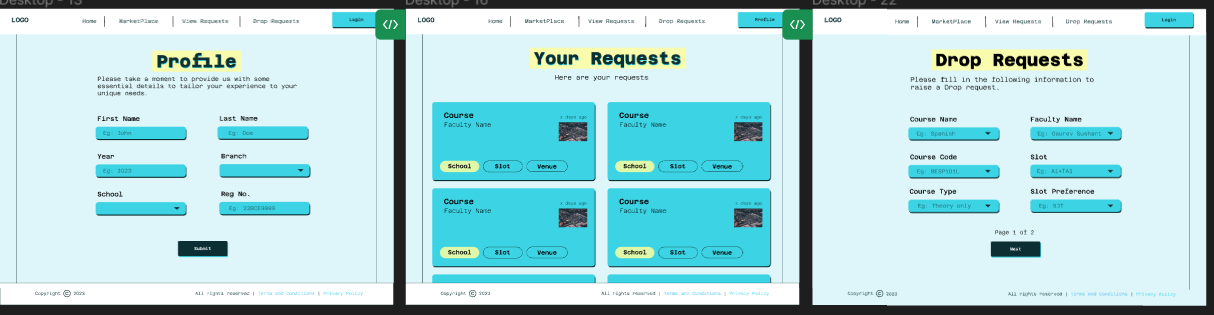 Desktop - 13
LOGO
Home | MarketPlace | View Requests | Drop Requests
Login
</>
Profile
Please take a moment to provide us with some
essential details to tailor your experience to your
unique needs.
First Name
Last Name
Eg: John
Eg: Doe
Year
Branch
Eg: 2023
School
Reg No.
Submit
Copyright © 2023
All rights reserved | Terms and Conditions | Privacy Policy
LOGO
Home | MarketPlace | View Requests | Drop Requests
Profile
</>
Your Requests
Here are your requests
Course
Faculty Name
2 days ago
School
Slot
Venue
Course
Faculty Name
2 days ago
School
Slot
Venue
Course
Faculty Name
2 days ago
School
Slot
Venue
Course
Faculty Name
2 days ago
School
Slot
Venue
Copyright © 2023
All rights reserved | Terms and Conditions | Privacy Policy
Desktop - 22
LOGO
Home | MarketPlace | View Requests | Drop Requests
Login
Drop Requests
Please fill in the following information to
raise a Drop request.
Course Name
Faculty Name
Eg: Spanish
Eg: Gaurav Sushant
Course Code
Slot
Eg: A1+TA1
Course Type
Slot Preference
Eg: Theory Only
Eg: SJT
Page 1 of 2
Next
Copyright © 2023
All rights reserved | Terms and Conditions | Privacy Policy